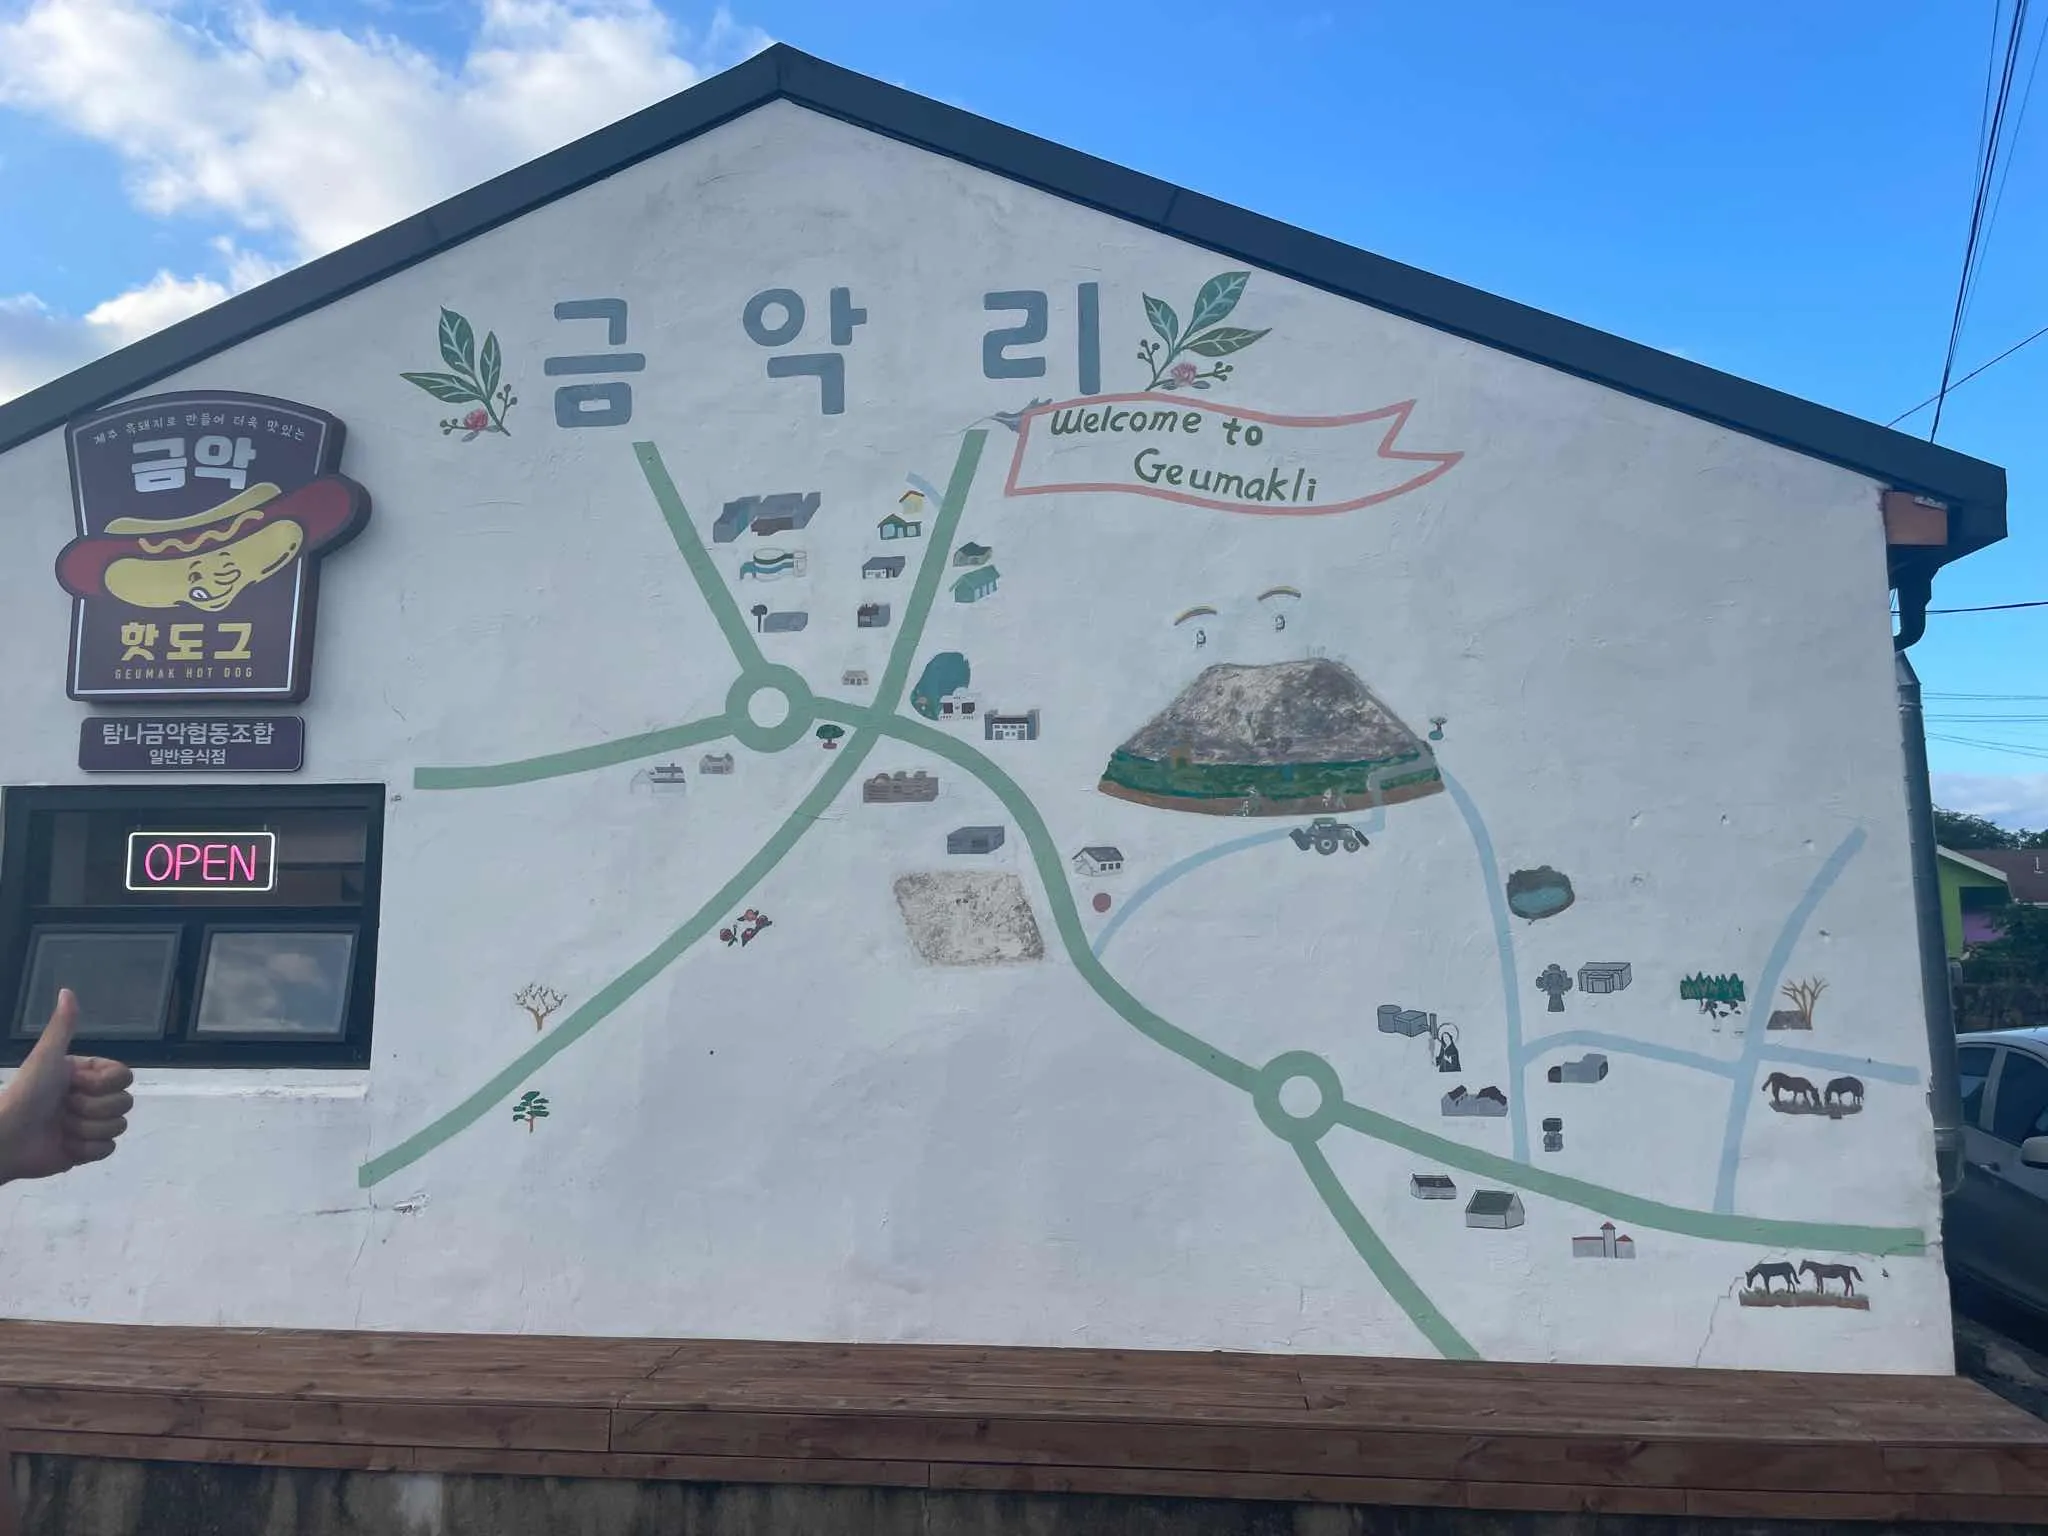 금악리
Welcome to
Geumakli
제주 흑돼지로 만들어 더욱 맛있는
금악
핫도그
GEUMAK HOT DOG
탐나금악협동조합
일반음식점
OPEN